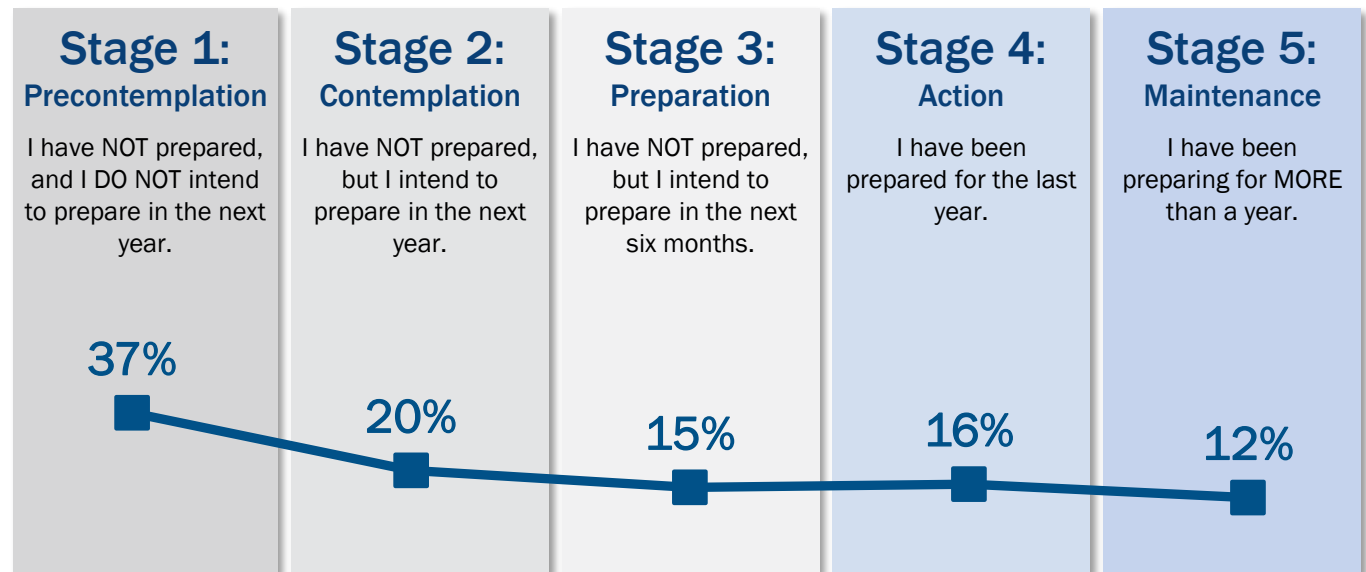 Stage 1:
Precontemplation
I have NOT prepared,
and I DO NOT intend
to prepare in the next
year.
37%
Stage 2:
Contemplation
I have NOT prepared,
but I intend to
prepare in the next
year.
20%
Stage 3:
Preparation
I have NOT prepared,
but I intend to
prepare in the next
six months.
15%
Stage 4:
Action
I have been
prepared for the last
year.
16%
Stage 5:
Maintenance
I have been
preparing for MORE
than a year.
12%